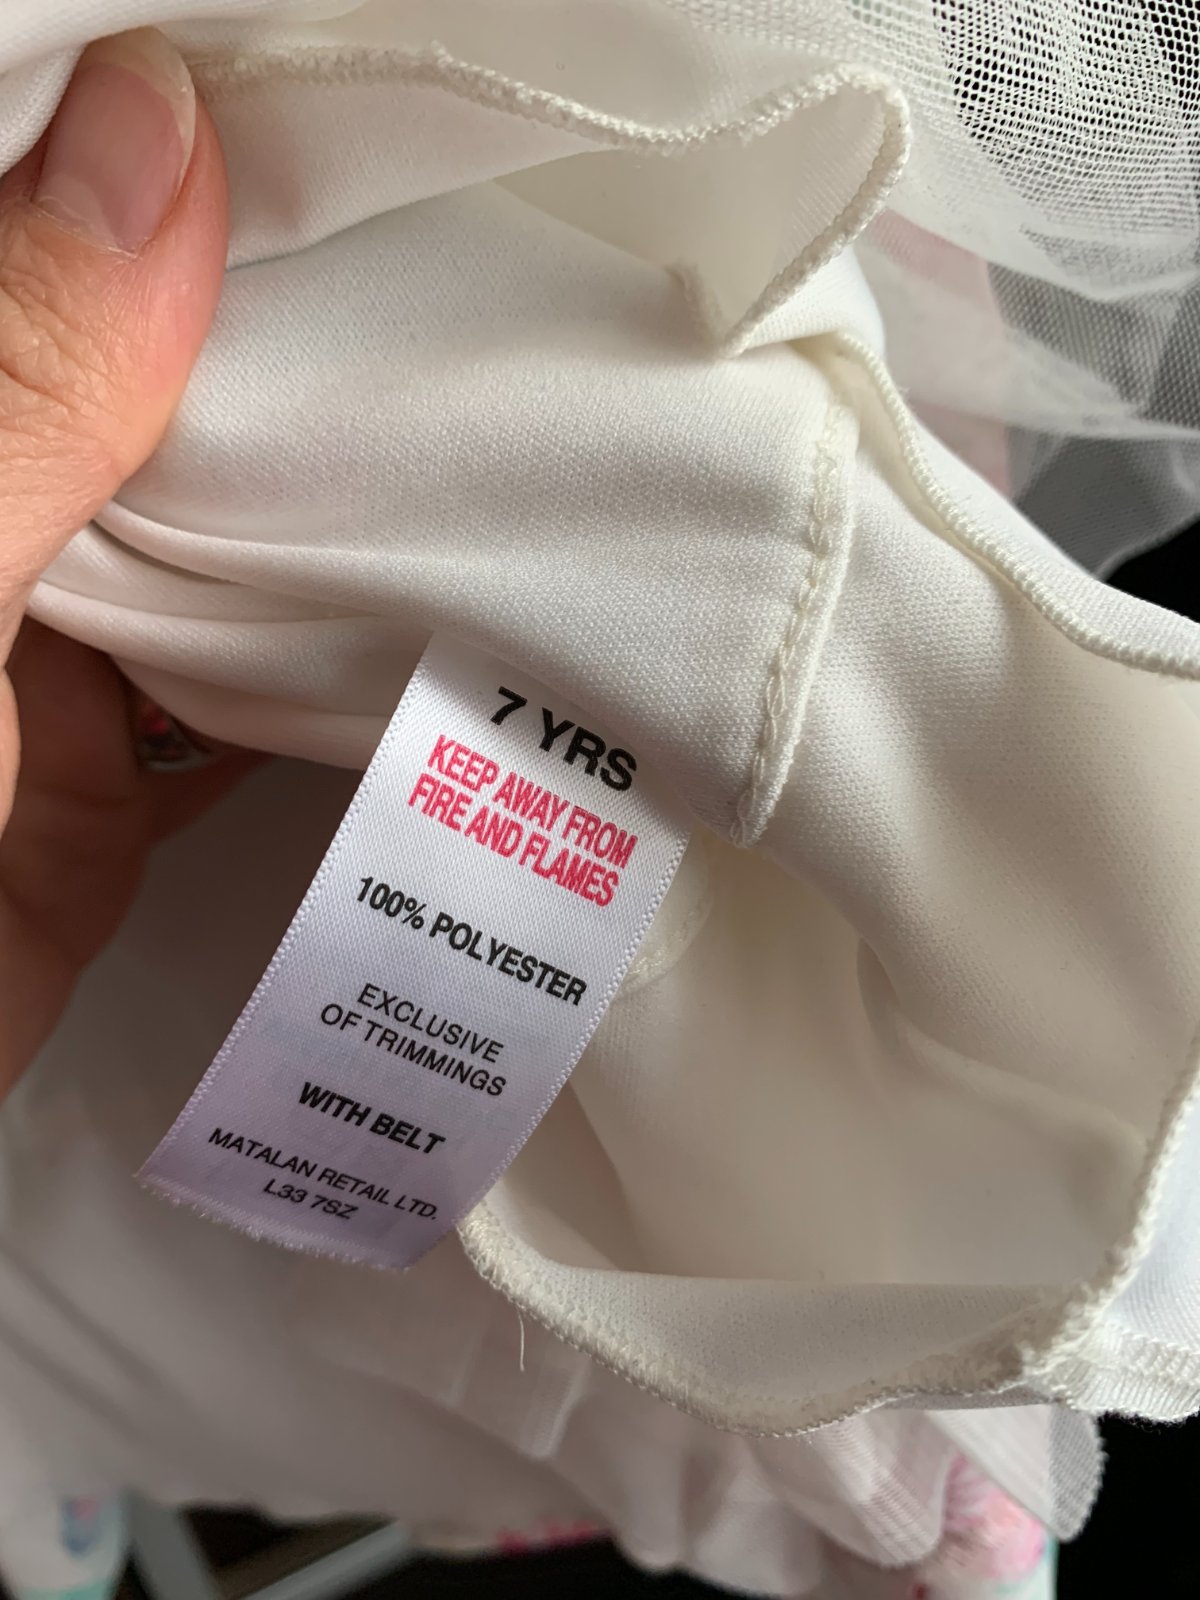 7 YRS
KEEP AWAY FROM
FIRE AND FLAMES
100% POLYESTER
EXCLUSIVE
OF TRIMMINGS
WITH BELT
MATALAN RETAIL LTD.
L33 7SZ